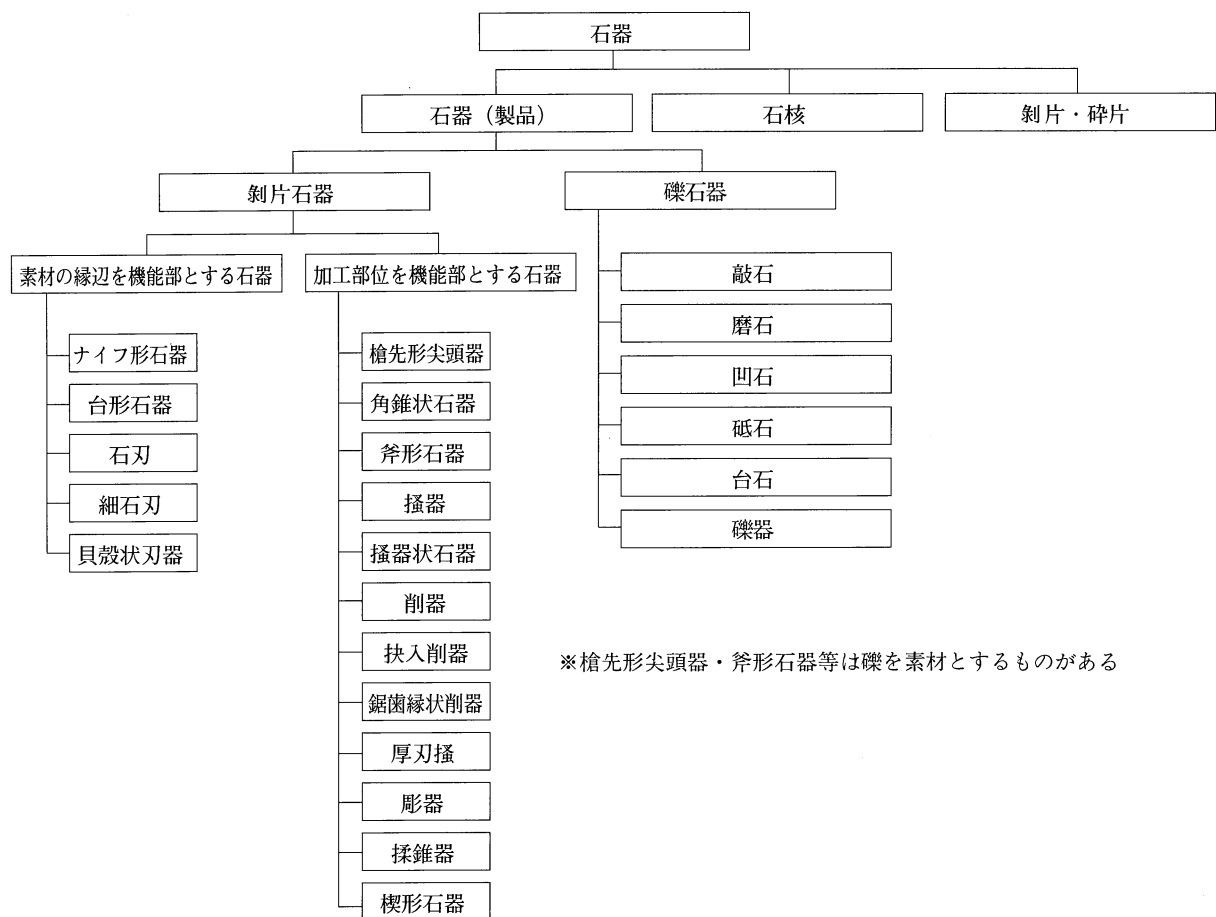 石器
石器（製品）
石核
剝片・砕片
剝片石器
礫石器
素材の縁辺を機能部とする石器
加工部位を機能部とする石器
ナイフ形石器
台形石器
石刃
細石刃
貝殻状刃器
槍先形尖頭器
角錐状石器
斧形石器
掻器
掻器状石器
削器
抉入削器
鋸歯縁状削器
厚刃掻
彫器
揉錐器
楔形石器
敲石
磨石
凹石
砥石
台石
礫器
※槍先形尖頭器・斧形石器等は礫を素材とするものがある